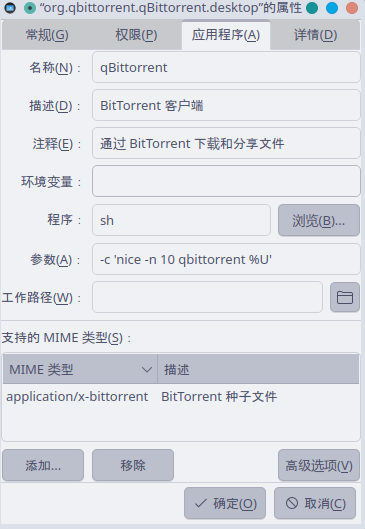 “org.qbittorrent.qBittorrent.desktop”的属性
常规(G) 权限(P) 应用程序(A) 详情(D)
名称(N)： qBittorrent
描述(D)： BitTorrent 客户端
注释(E)： 通过 BitTorrent 下载和分享文件
环境变量：
程序： sh 浏览(B)...
参数(A)： -c 'nice -n 10 qbittorrent %U'
工作路径(W)：
支持的 MIME 类型(S)：
MIME 类型 描述
application/x-bittorrent BitTorrent 种子文件
添加... 移除 高级选项(V)
确定(O) 取消(C)